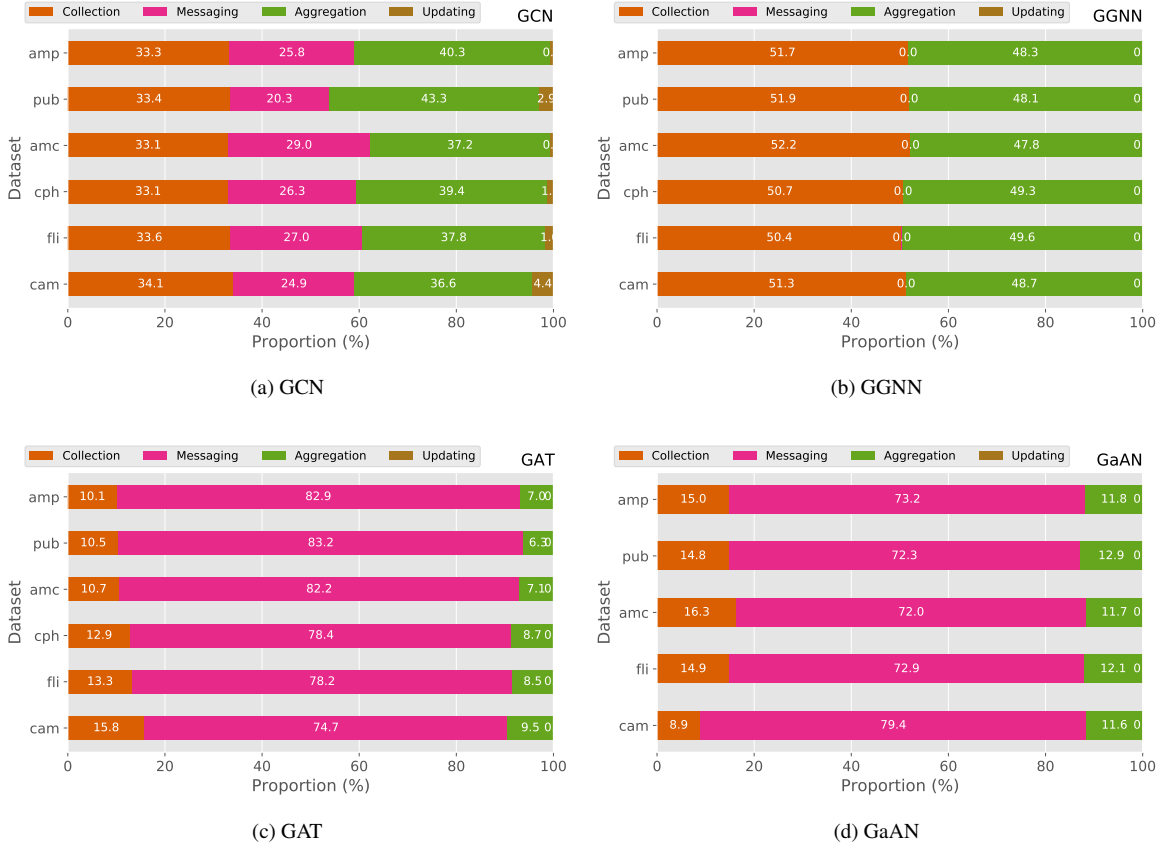 Collection Messaging Aggregation Updating GCN
amp 33.3 25.8 40.3 0.
pub 33.4 20.3 43.3 2.9
amc 33.1 29.0 37.2 0.
cph 33.1 26.3 39.4 1.
fli 33.6 27.0 37.8 1.
cam 34.1 24.9 36.6 4.4
Dataset
0 20 40 60 80 100
Proportion (%)
(a) GCN
Collection Messaging Aggregation Updating GGNN
amp 51.7 0.0 48.3 0
pub 51.9 0.0 48.1 0
amc 52.2 0.0 47.8 0
cph 50.7 0.0 49.3 0
fli 50.4 0.0 49.6 0
cam 51.3 0.0 48.7 0
Dataset
0 20 40 60 80 100
Proportion (%)
(b) GGNN
Collection Messaging Aggregation Updating GAT
amp 10.1 82.9 7.0 0
pub 10.5 83.2 6.3 0
amc 10.7 82.2 7.1 0
cph 12.9 78.4 8.7 0
fli 13.3 78.2 8.5 0
cam 15.8 74.7 9.5 0
Dataset
0 20 40 60 80 100
Proportion (%)
(c) GAT
Collection Messaging Aggregation Updating GaAN
amp 15.0 73.2 11.8 0
pub 14.8 72.3 12.9 0
amc 16.3 72.0 11.7 0
fli 14.9 72.9 12.1 0
cam 8.9 79.4 11.6 0
Dataset
0 20 40 60 80 100
Proportion (%)
(d) GaAN